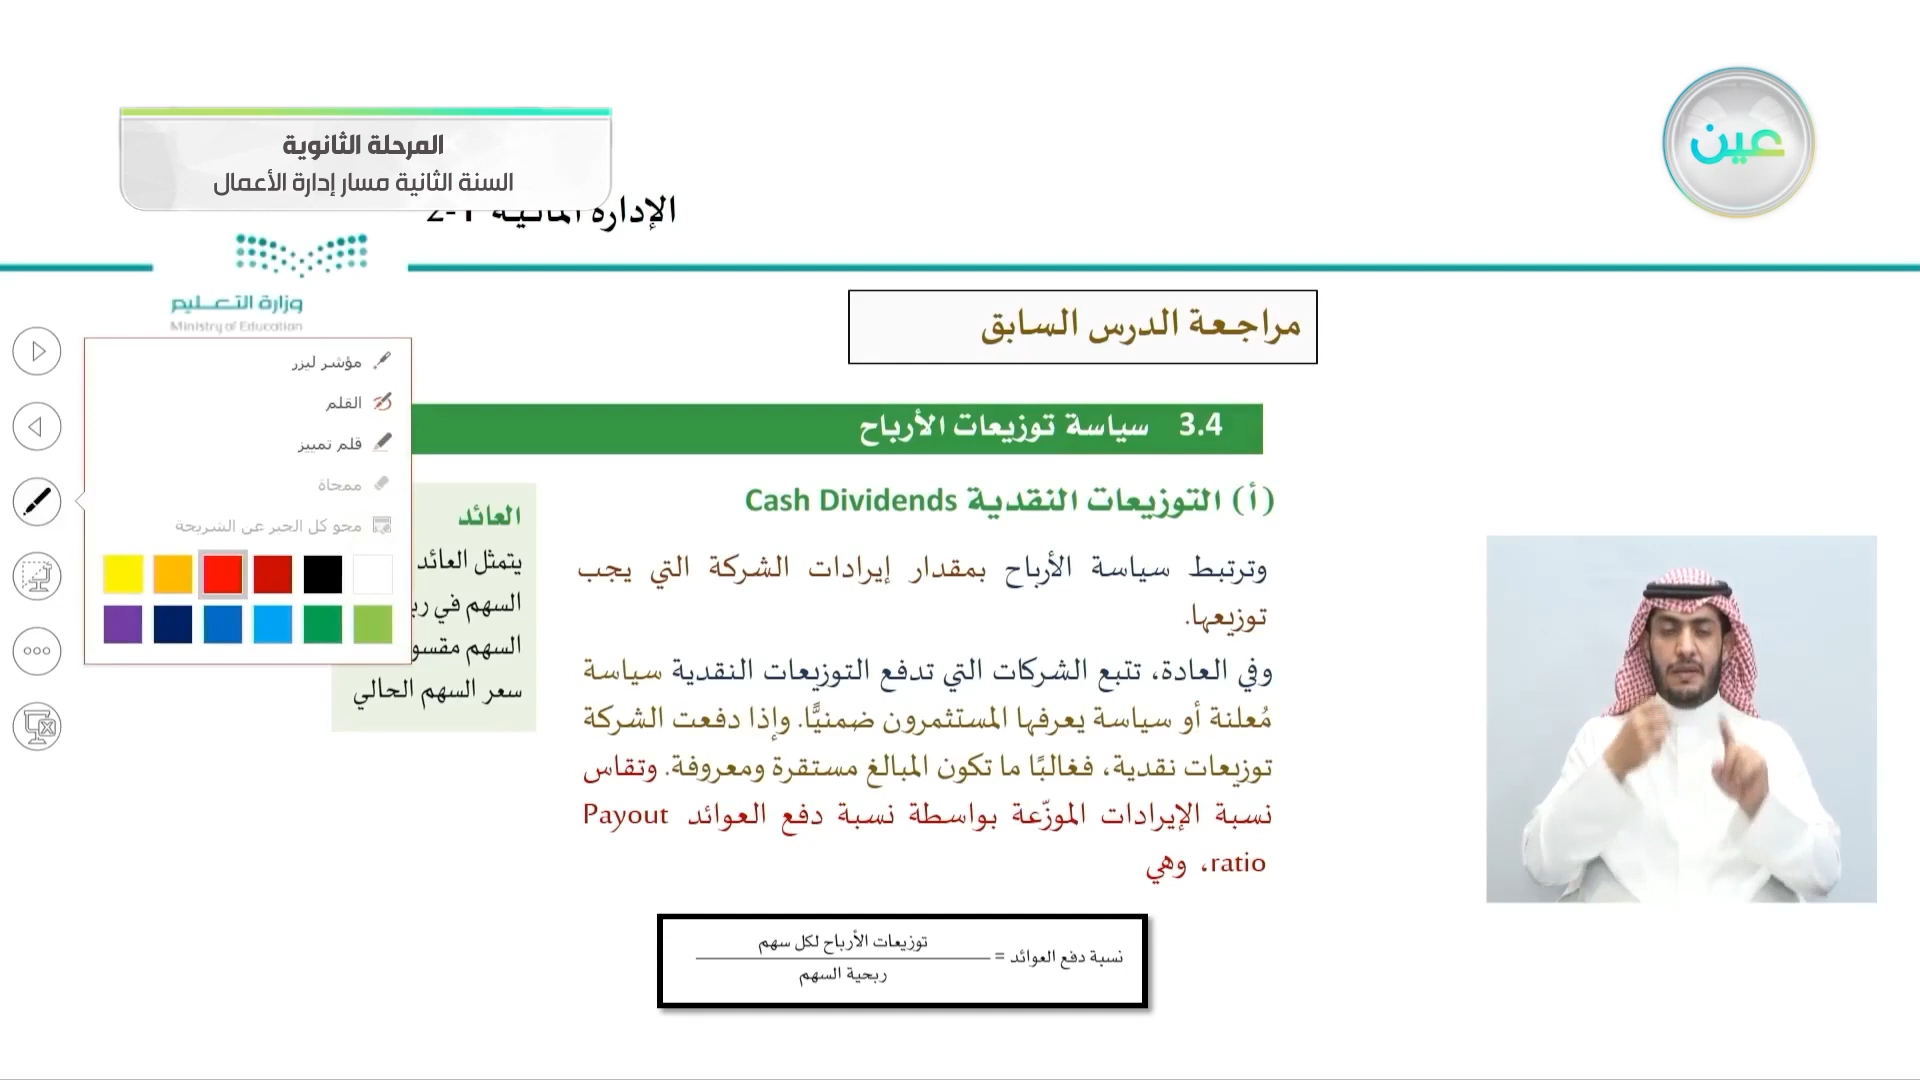 المرحلة الثانوية
السنة الثانية مسار إدارة الأعمال
عين
الإدارة المالية 1-2
وزارة التعليم
Ministry of Education
مراجعة الدرس السابق
3.4 سياسة توزيعات الأرباح
(أ) التوزيعات النقدية Cash Dividends
وترتبط سياسة الأرباح بمقدار إيرادات الشركة التي يجب
توزيعها.
وفي العادة، تتبع الشركات التي تدفع التوزيعات النقدية سياسة
مُعلنة أو سياسة يعرفها المستثمرون ضمنيًّا. وإذا دفعت الشركة
توزيعات نقدية، فغالبًا ما تكون المبالغ مستقرة ومعروفة. وتقاس
نسبة الإيرادات الموزّعة بواسطة نسبة دفع العوائد Payout
ratio، وهي
نسبة دفع العوائد =
توزيعات الأرباح لكل سهم
ربحية السهم
العائد
يتمثل العائد
السهم في
السهم
سعر السهم الحالي
مؤشر ليزر
القلم
قلم تمييز
ممحاة
محو كل الحبر عن الشريحة